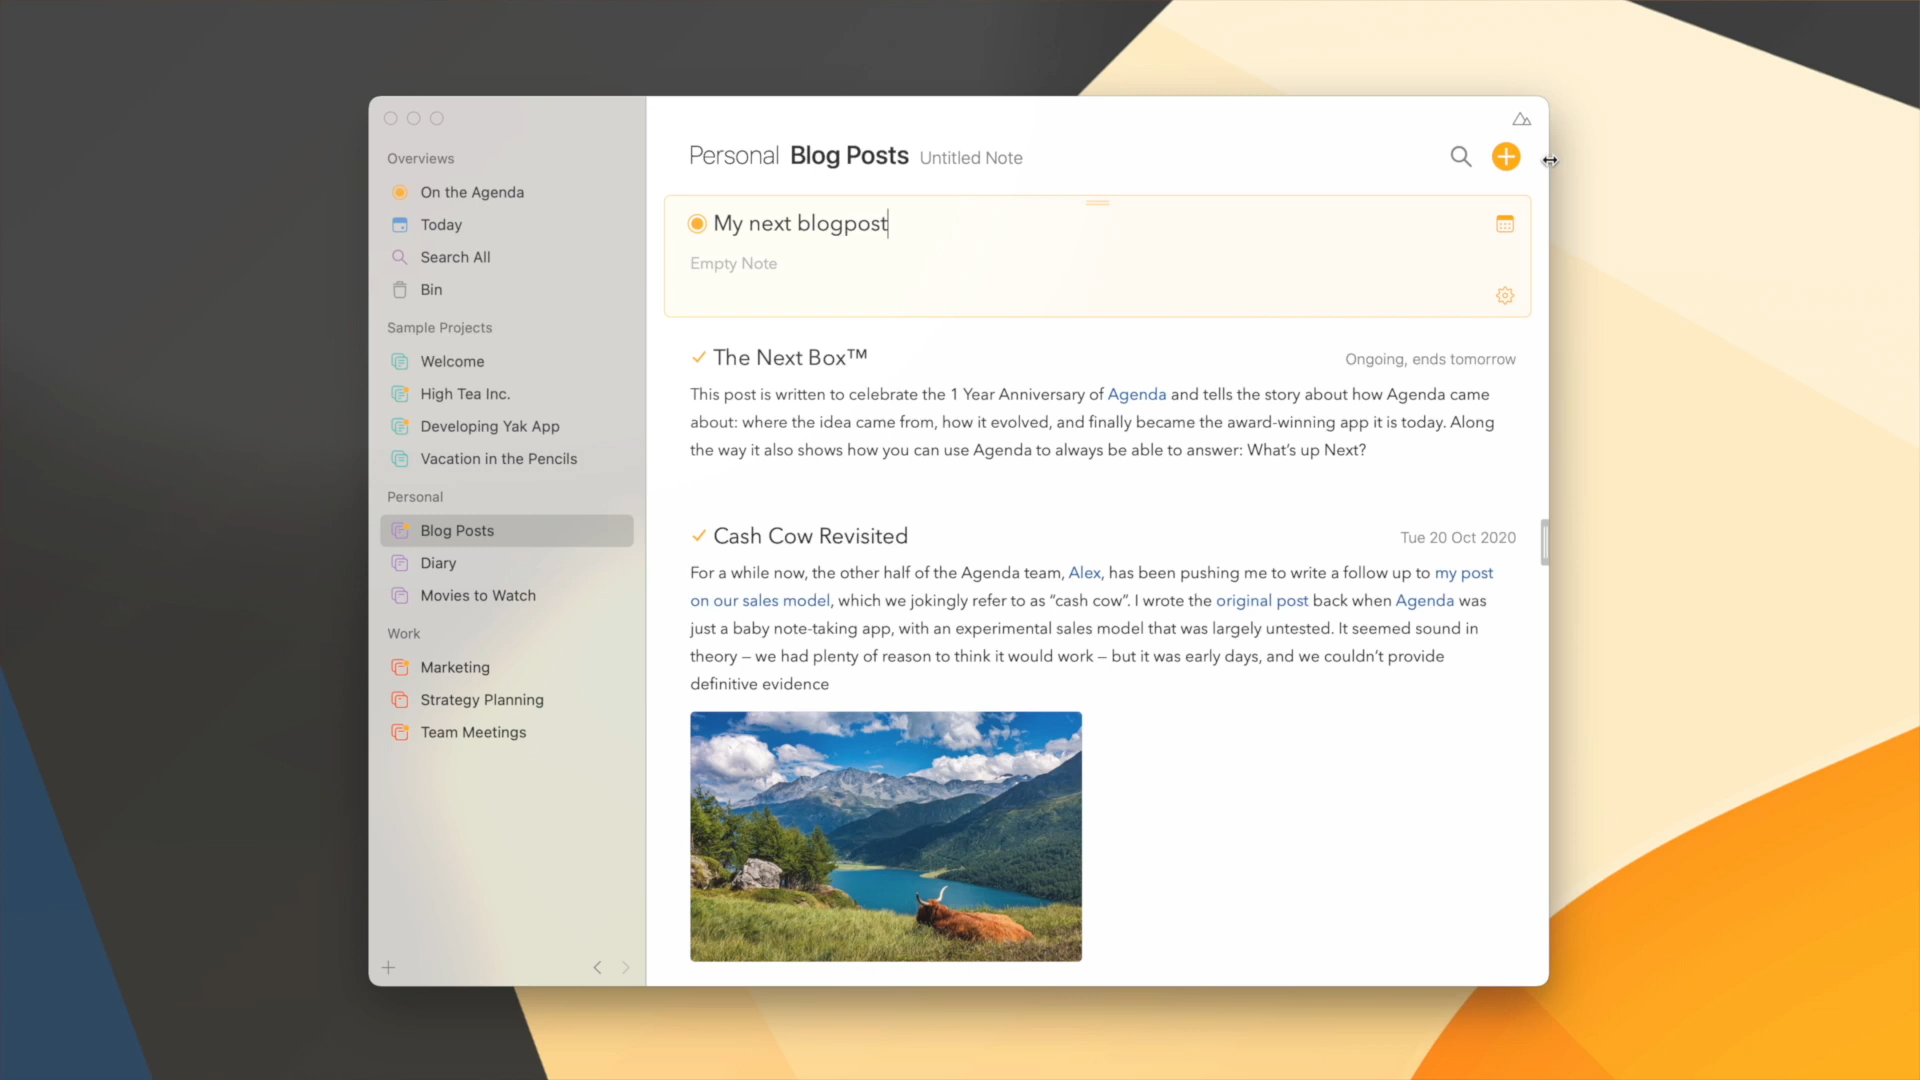 Overviews
On the Agenda
Today
Search All
Bin
Sample Projects
Welcome
High Tea Inc.
Developing Yak App
Vacation in the Pencils
Personal
Blog Posts
Diary
Movies to Watch
Work
Marketing
Strategy Planning
Team Meetings
Personal Blog Posts Untitled Note
My next blogpost
Empty Note
The Next Box™ Ongoing, ends tomorrow
This post is written to celebrate the 1 Year Anniversary of Agenda and tells the story about how Agenda came
about: where the idea came from, how it evolved, and finally became the award-winning app it is today. Along
the way it also shows how you can use Agenda to always be able to answer: What’s up Next?
Cash Cow Revisited Tue 20 Oct 2020
For a while now, the other half of the Agenda team, Alex, has been pushing me to write a follow up to my post
on our sales model, which we jokingly refer to as “cash cow”. I wrote the original post back when Agenda was
just a baby note-taking app, with an experimental sales model that was largely untested. It seemed sound in
theory – we had plenty of reason to think it would work – but it was early days, and we couldn’t provide
definitive evidence